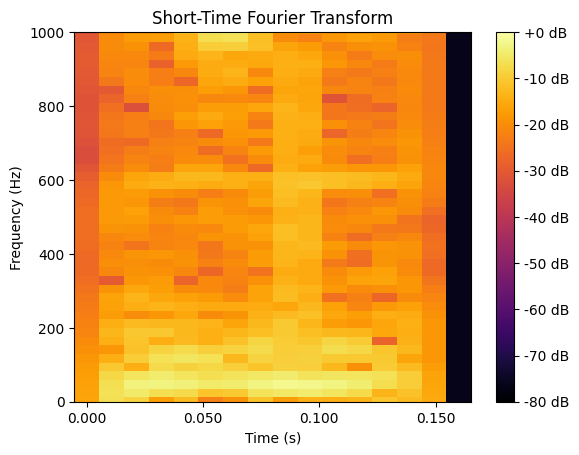 Short-Time Fourier Transform
1000
800
600
400
200
0
Frequency (Hz)
0.000
0.050
0.100
0.150
Time (s)
+0 dB
-10 dB
-20 dB
-30 dB
-40 dB
-50 dB
-60 dB
-70 dB
-80 dB